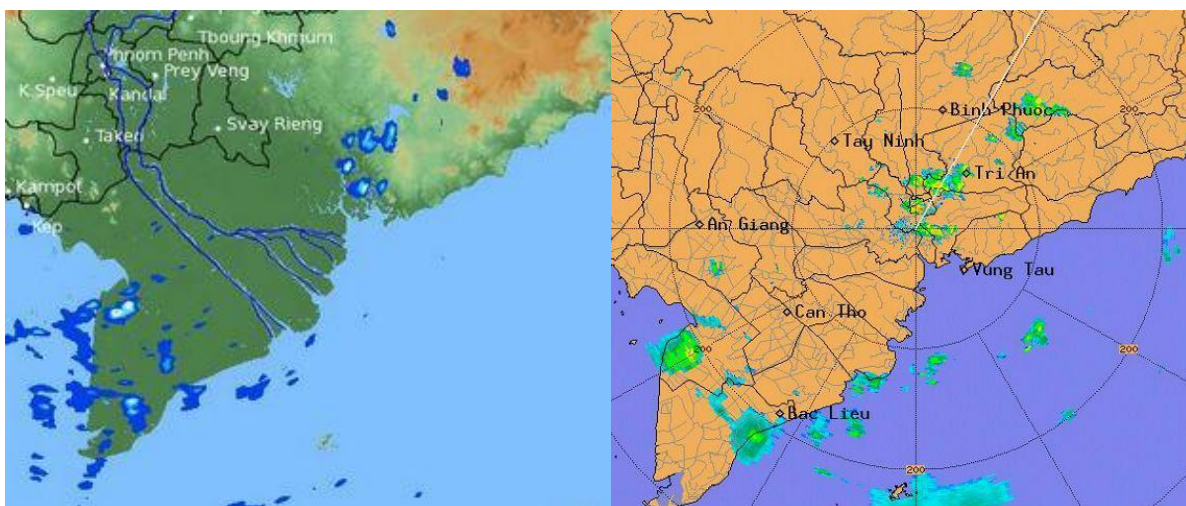 Tboung Khmum
Phnom Penh
Prey Veng
K.Speu
Kandal
Svay Rieng
Takeo
Kampot
Kep
200
Binh Phuoc
200
Tay Ninh
Tri An
An Giang
Vung Tau
Can Tho
200
200
Bac Lieu
200